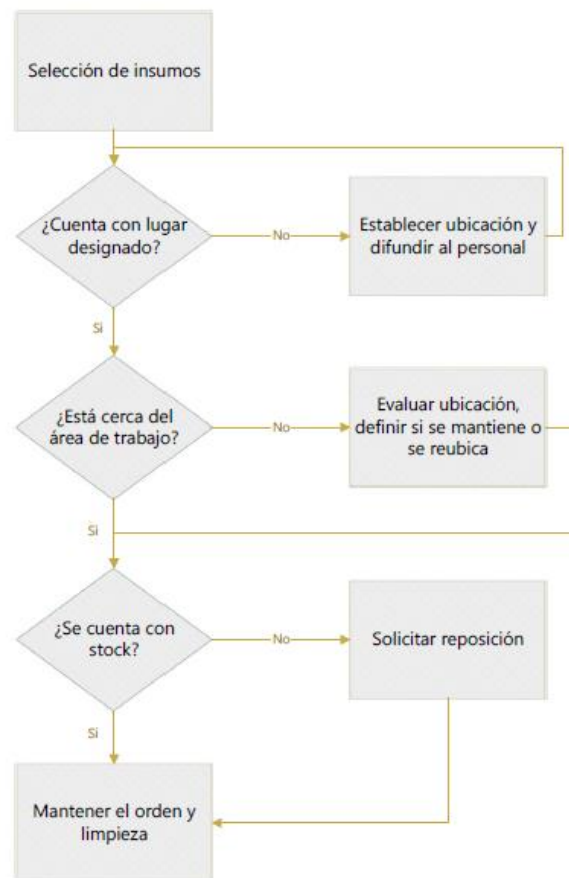 Selección de insumos
¿Cuenta con lugar
designado?
No
Establecer ubicación y
difundir al personal
Si
¿Está cerca del
área de trabajo?
No
Evaluar ubicación,
definir si se mantiene o
se reubica
Si
¿Se cuenta con
stock?
No
Solicitar reposición
Si
Mantener el orden y
limpieza